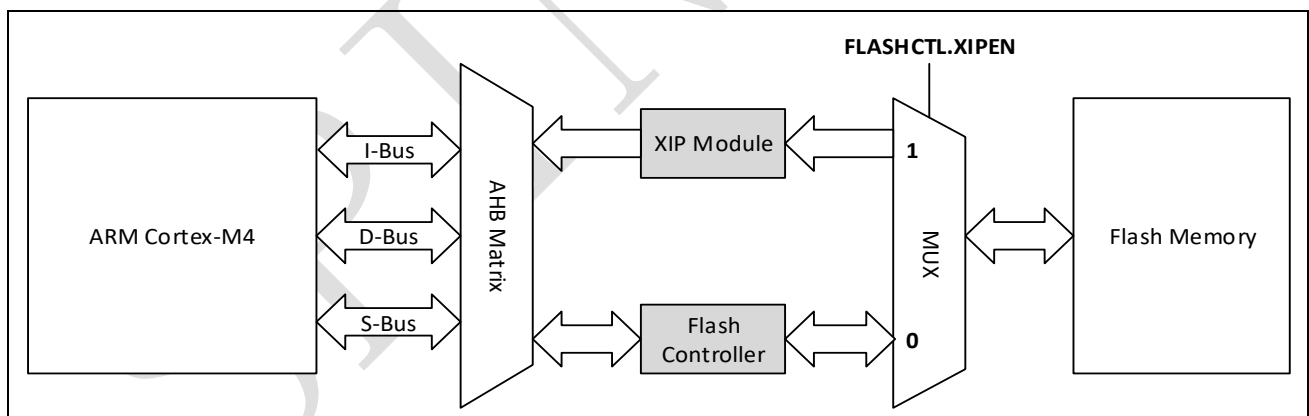 FLASHCTL.XIPEN
ARM Cortex-M4
I-Bus
D-Bus
S-Bus
AHB Matrix
XIP Module
Flash
Controller
1
0
MUX
Flash Memory